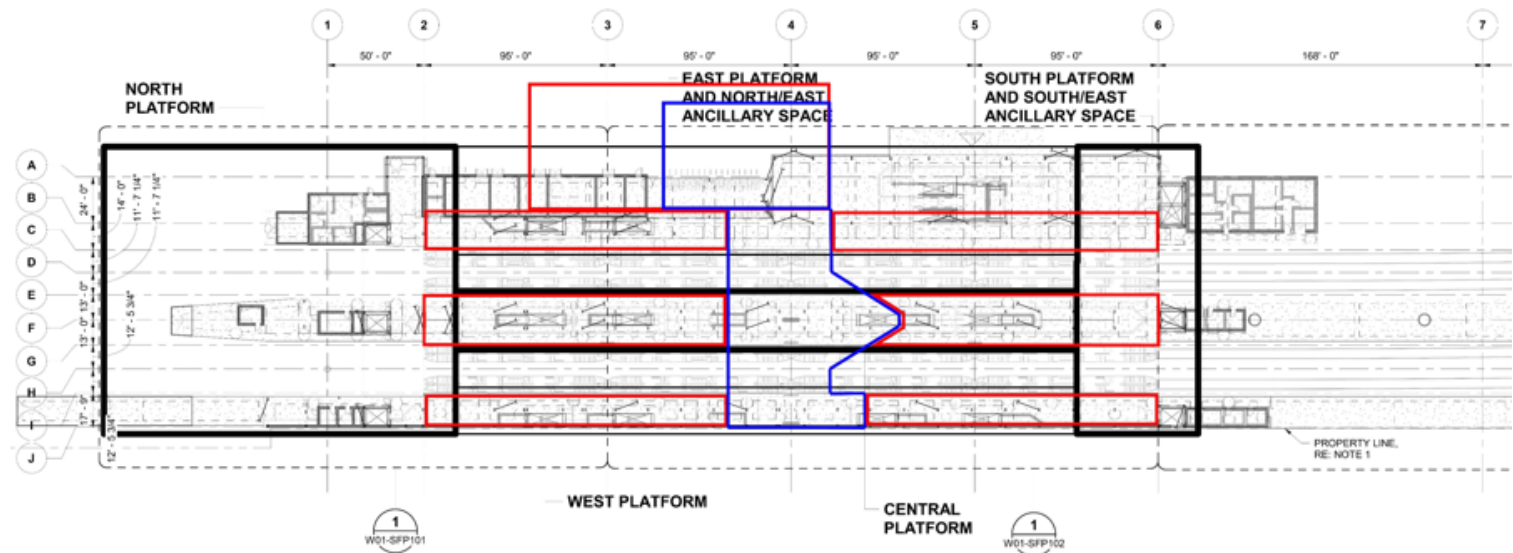 1 2 3 4 5 6 7
50' - 0" 95' - 0" 95' - 0" 95' - 0" 95' - 0" 168' - 0"
NORTH
PLATFORM
EAST PLATFORM
AND NORTH/EAST
ANCILLARY SPACE
SOUTH PLATFORM
AND SOUTH/EAST
ANCILLARY SPACE
A
B
C
D
E
F
G
H
I
J
24' - 0"
14' - 0"
11' - 7 1/4"
11' - 7 1/4"
13' - 0"
13' - 0"
12' - 5 3/4"
17' - 9"
12' - 5 3/4"
PROPERTY LINE,
RE: NOTE 1
WEST PLATFORM
CENTRAL
PLATFORM
1
W01-SFP101
1
W01-SFP102